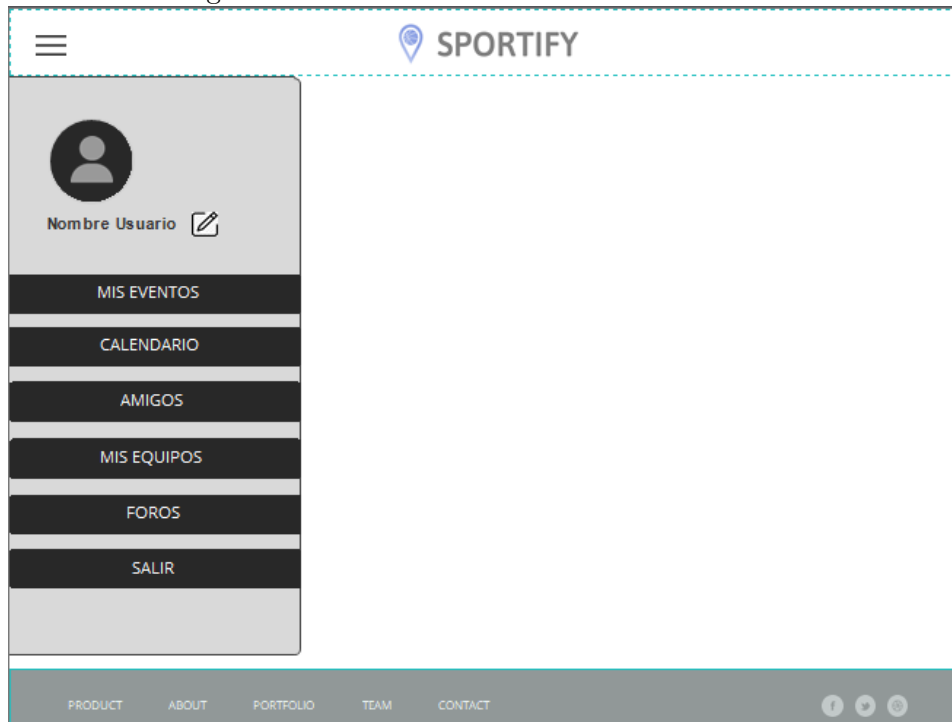 SPORTIFY
Nombre Usuario
MIS EVENTOS
CALENDARIO
AMIGOS
MIS EQUIPOS
FOROS
SALIR
PRODUCT ABOUT PORTFOLIO TEAM CONTACT